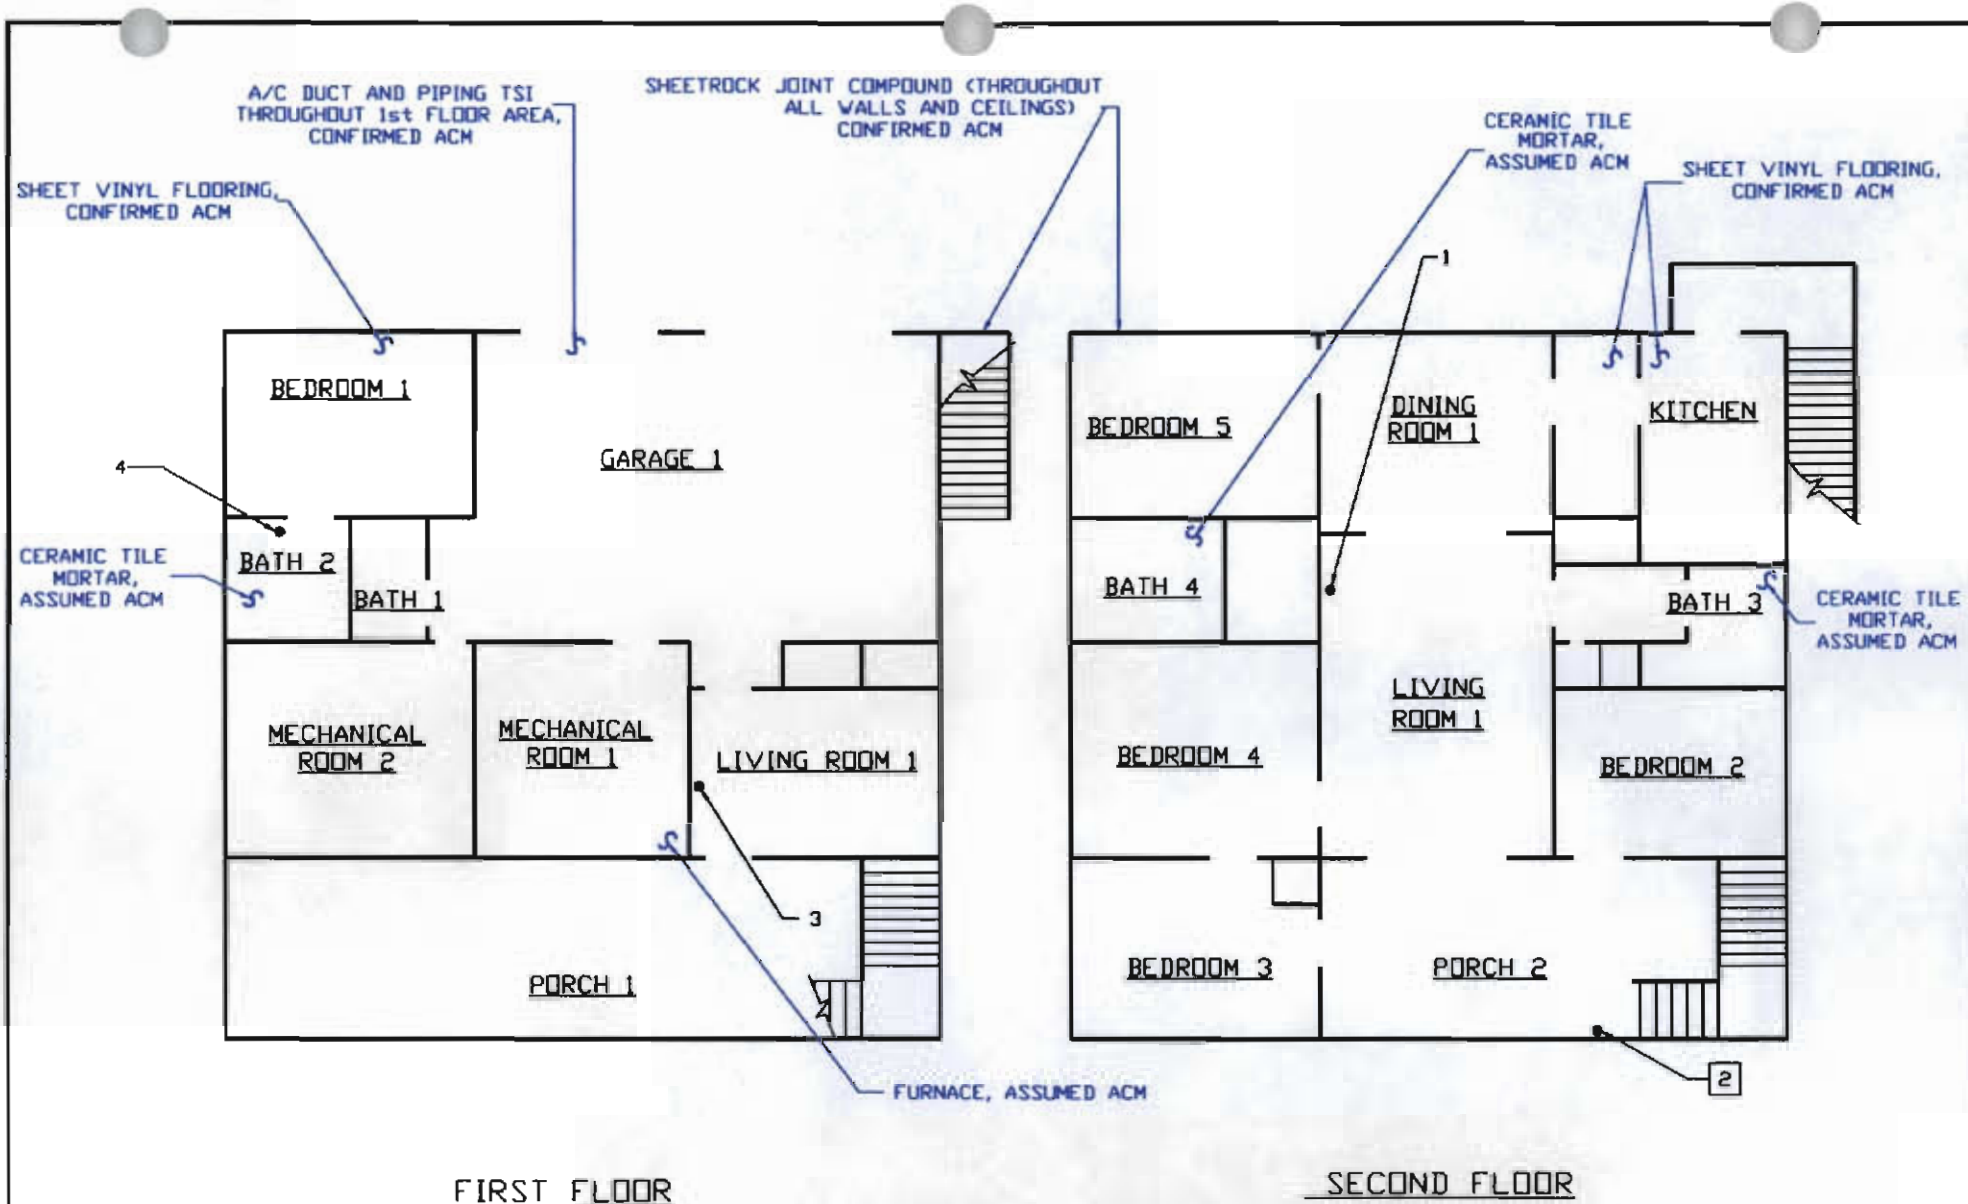 A/C DUCT AND PIPING TSI
THROUGHOUT 1st FLOOR AREA,
CONFIRMED ACM
SHEETROCK JOINT COMPOUND (THROUGHOUT
ALL WALLS AND CEILINGS)
CONFIRMED ACM
CERAMIC TILE
MORTAR,
ASSUMED ACM
SHEET VINYL FLOORING,
CONFIRMED ACM
SHEET VINYL FLOORING,
CONFIRMED ACM
1
BEDROOM 1
GARAGE 1
4
BATH 2
BATH 1
CERAMIC TILE
MORTAR,
ASSUMED ACM
MECHANICAL
ROOM 2
MECHANICAL
ROOM 1
LIVING ROOM 1
3
PORCH 1
FURNACE, ASSUMED ACM
FIRST FLOOR
BEDROOM 5
DINING
ROOM 1
KITCHEN
BATH 4
BATH 3
CERAMIC TILE
MORTAR,
ASSUMED ACM
LIVING
ROOM 1
BEDROOM 4
BEDROOM 2
BEDROOM 3
PORCH 2
2
SECOND FLOOR